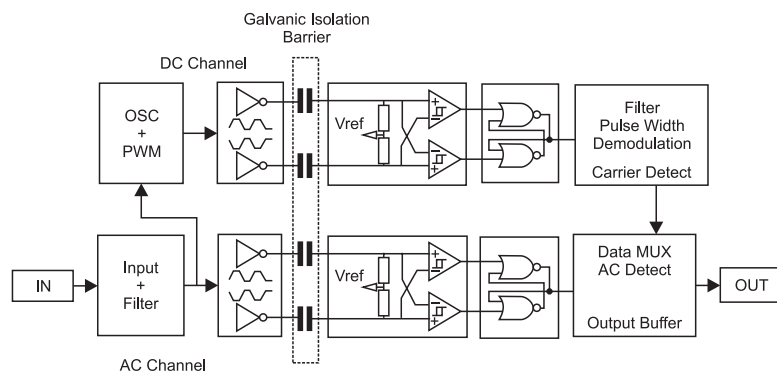 Galvanic Isolation
Barrier
DC Channel
OSC
+
PWM
Vref
+
−
−
+
Filter
Pulse Width
Demodulation
Carrier Detect
IN
Input
+
Filter
Vref
+
−
−
+
Data MUX
AC Detect
Output Buffer
OUT
AC Channel